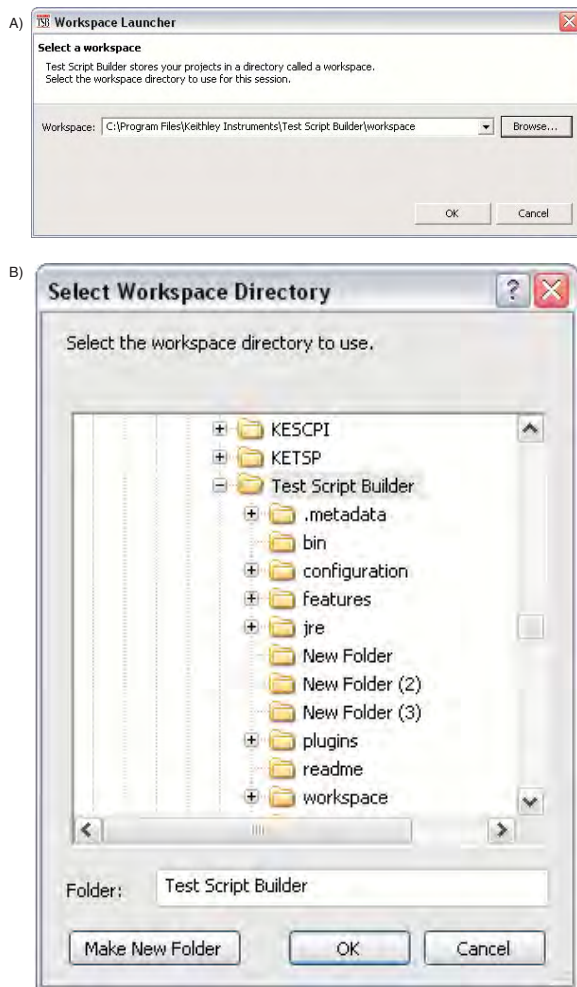 A)
TSB Workspace Launcher
Select a workspace
Test Script Builder stores your projects in a directory called a workspace.
Select the workspace directory to use for this session.
Workspace: C:\Program Files\Keithley Instruments\Test Script Builder\workspace Browse...
OK Cancel
B)
Select Workspace Directory ?
Select the workspace directory to use.
KESCPI
KETSP
Test Script Builder
.metadata
bin
configuration
features
jre
New Folder
New Folder (2)
New Folder (3)
plugins
readme
workspace
Folder: Test Script Builder
Make New Folder OK Cancel